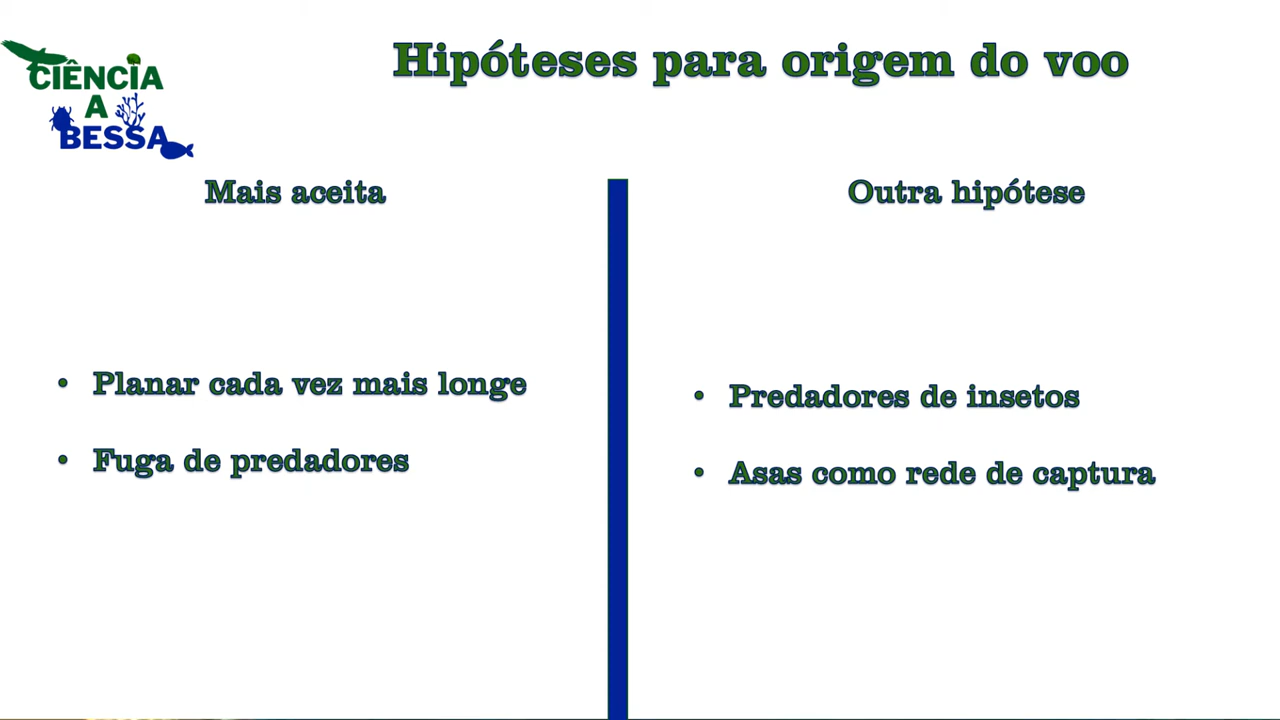 CIÊNCIA
A
BESSA
Hipóteses para origem do voo
Mais aceita
• Planar cada vez mais longe
• Fuga de predadores
Outra hipótese
• Predadores de insetos
• Asas como rede de captura